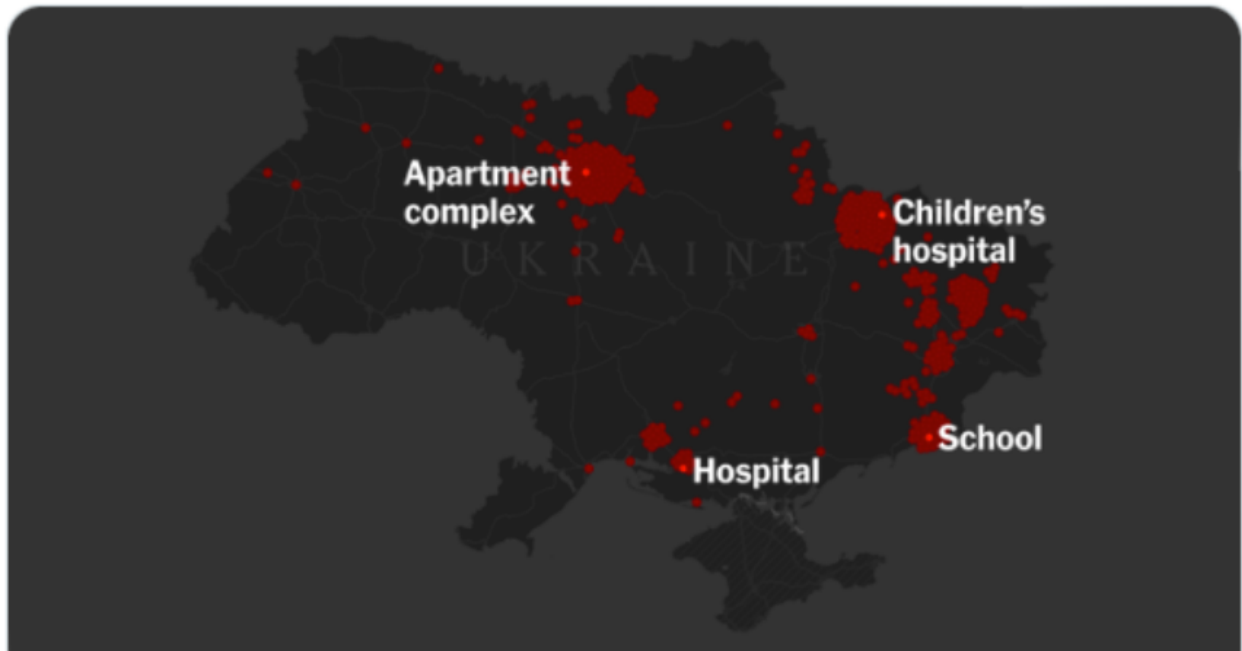 Apartment
complex
Children's
hospital
UKRAINE
School
Hospital